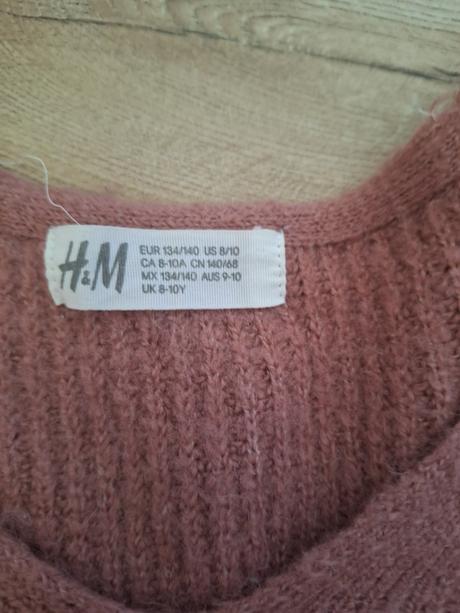 H&M
EUR 134/140 US 8/10
CA 8-10A CN 140/68
MX 134/140 AUS 9-10
UK 8-10Y